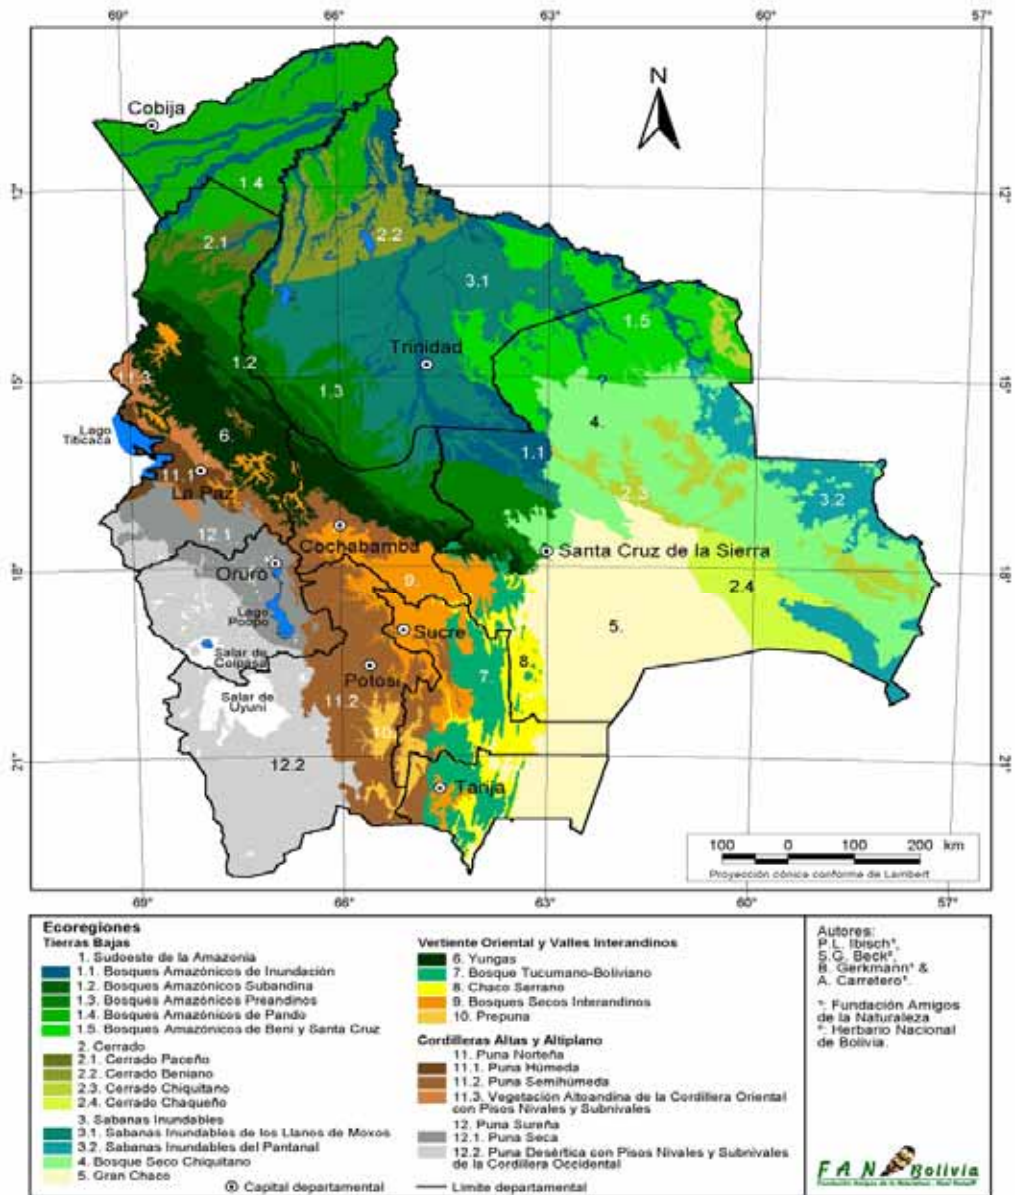 69° 66° 63° 60° 57°
N
Cobija
12° 12°
1.4
2.1
2.2
3.1
1.5
Trinidad
1.2
1.3
15° 15°
11.3
4.
Lago
Titicaca
6.
1.1
11.1
La Paz
2.3
3.2
12.1
Cochabamba
Santa Cruz de la Sierra
18° 18°
Oruro
9.
2.4
Lago
Poopo
Sucre
5.
Salar de
Coipasa
Potosí
7.
8.
Salar de
Uyuni
11.2
10.
21° 21°
12.2
Tarija
100 0 100 200 km
Proyección cónica conforme de Lambert
69° 66° 63° 60° 57°
Ecoregiones
Tierras Bajas
1. Sudoeste de la Amazonia
1.1. Bosques Amazónicos de Inundación
1.2. Bosques Amazónicos Subandina
1.3. Bosques Amazónicos Preandinos
1.4. Bosques Amazónicos de Pando
1.5. Bosques Amazónicos de Beni y Santa Cruz
2. Cerrado
2.1. Cerrado Paceño
2.2. Cerrado Beniano
2.3. Cerrado Chiquitano
2.4. Cerrado Chaqueño
3. Sabanas Inundables
3.1. Sabanas Inundables de los Llanos de Moxos
3.2. Sabanas Inundables del Pantanal
4. Bosque Seco Chiquitano
5. Gran Chaco
Vertiente Oriental y Valles Interandinos
6. Yungas
7. Bosque Tucumano-Boliviano
8. Chaco Serrano
9. Bosques Secos Interandinos
10. Prepuna
Cordilleras Altas y Altiplano
11. Puna Norteña
11.1. Puna Húmeda
11.2. Puna Semihúmeda
11.3. Vegetación Altoandina de la Cordillera Oriental
con Pisos Nivales y Subnivales
12. Puna Sureña
12.1. Puna Seca
12.2. Puna Desértica con Pisos Nivales y Subnivales
de la Cordillera Occidental
Capital departamental
Límite departamental
Autores:
P.L. Ibisch
S.G. Beck
B. Gerkmann &
A. Carretero
Fundación Amigos
de la Naturaleza
Herbario Nacional
de Bolivia.
FAN Bolivia